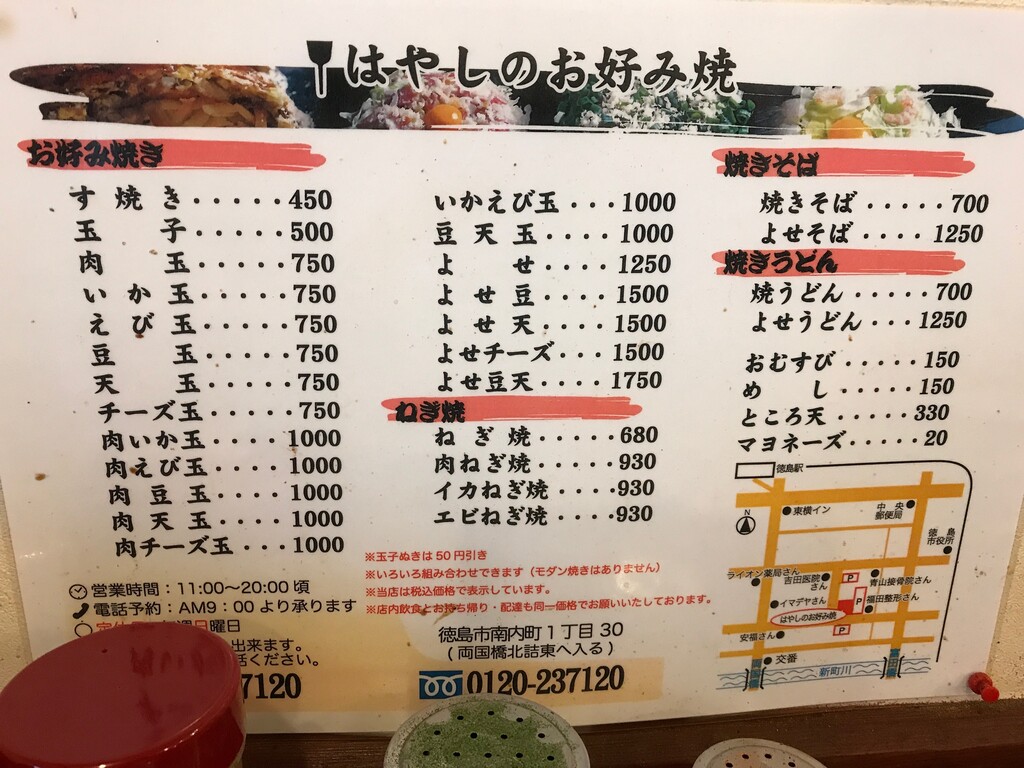 はやしのお好み焼
お好み焼き
す焼き・・・・・450
玉子・・・・・500
肉玉・・・・・750
いか玉・・・・・750
えび玉・・・・・750
豆玉・・・・・750
天玉・・・・・750
チーズ玉・・・・・750
肉いか玉・・・・1000
肉えび玉・・・・1000
肉豆玉・・・・1000
肉天玉・・・・1000
肉チーズ玉・・・1000
いかえび玉・・・1000
豆天玉・・・・1000
よせ・・・・1250
よせ豆・・・・1500
よせ天・・・・1500
よせチーズ・・・1500
よせ豆天・・・・1750
ねぎ焼
ねぎ焼・・・・・680
肉ねぎ焼・・・・・930
イカねぎ焼・・・・930
エビねぎ焼・・・・930
焼きそば
焼きそば・・・・・700
よせそば・・・・1250
焼きうどん
焼うどん・・・・・700
よせうどん・・・1250
おむすび・・・・・150
めし・・・・・150
ところ天・・・・・330
マヨネーズ・・・・・20
※玉子ぬきは50円引き
※いろいろ組み合わせできます（モダン焼きはありません）
※当店は税込価格で表示しています。
※店内飲食とお持ち帰り・配達も同一価格でお願いいたしております。
営業時間：11:00〜20:00頃
電話予約：AM9：00より承ります
曜日
出来ます。
ください。
7120
徳島市南内町1丁目30
（両国橋北詰東へ入る）
0120-237120
徳島駅
N
東横イン
中央
郵便局
徳島
市役所
ライオン薬局さん
吉田医院
さん
P
青山接骨院さん
イマデヤさん
P
福田整形さん
はやしのお好み焼
安福さん
P
交番
新町川